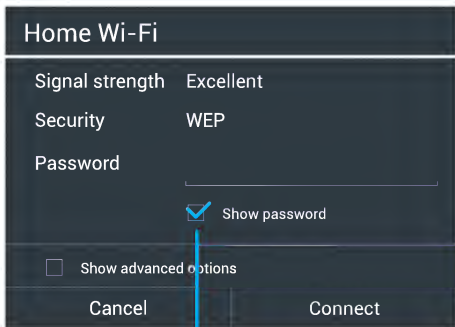 Home Wi-Fi
Signal strength Excellent
Security WEP
Password
Show password
Show advanced options
Cancel Connect